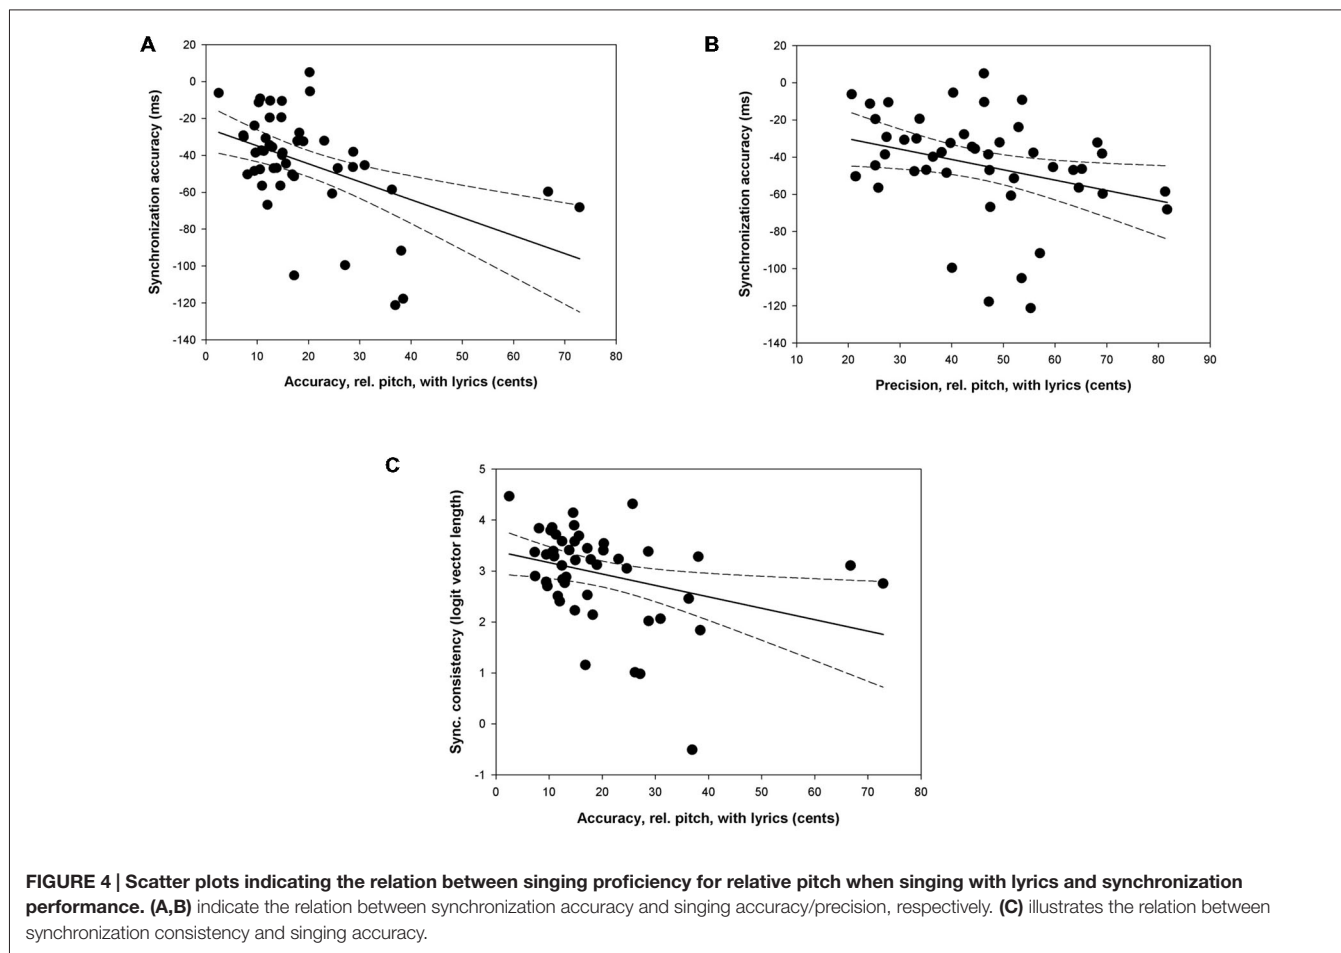 A
B
20
0
-20
-40
-60
-80
-100
-120
-140
Synchronization accuracy (ms)
0 10 20 30 40 50 60 70 80
Accuracy, rel. pitch, with lyrics (cents)
20
0
-20
-40
-60
-80
-100
-120
-140
Synchronization accuracy (ms)
10 20 30 40 50 60 70 80 90
Precision, rel. pitch, with lyrics (cents)
C
5
4
3
2
1
0
-1
Sync. consistency (logit vector length)
0 10 20 30 40 50 60 70 80
Accuracy, rel. pitch, with lyrics (cents)
FIGURE 4 | Scatter plots indicating the relation between singing proficiency for relative pitch when singing with lyrics and synchronization
performance. (A,B) indicate the relation between synchronization accuracy and singing accuracy/precision, respectively. (C) illustrates the relation between
synchronization consistency and singing accuracy.